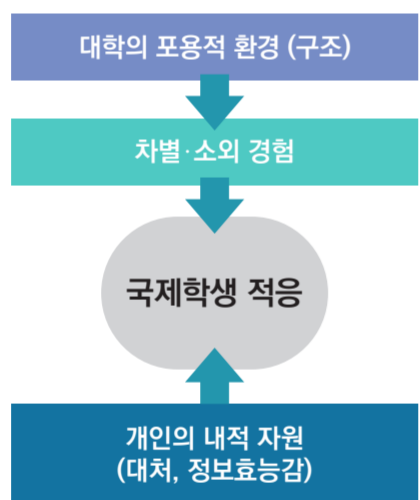 대학의 포용적 환경 (구조)
차별·소외 경험
국제학생 적응
개인의 내적 자원
(대처, 정보효능감)